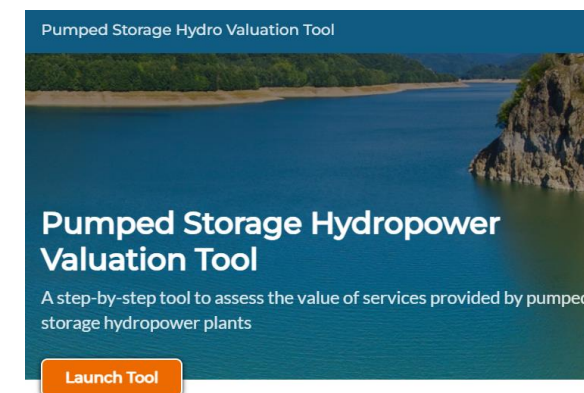 Pumped Storage Hydro Valuation Tool
Pumped Storage Hydropower
Valuation Tool
A step-by-step tool to assess the value of services provided by pumped
storage hydropower plants
Launch Tool